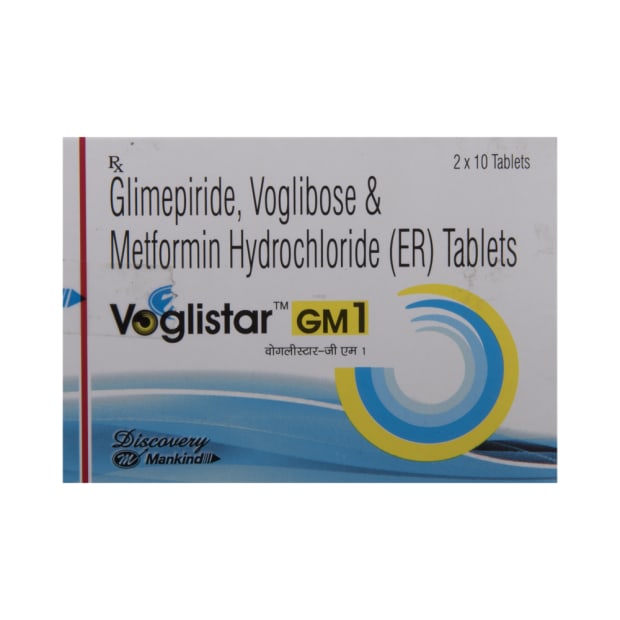 Rx
2 x 10 Tablets
Glimepiride, Voglibose &
Metformin Hydrochloride (ER) Tablets
Voglistar™ GM1
वोगलीस्टार-जी एम 1
Discovery
M Mankind